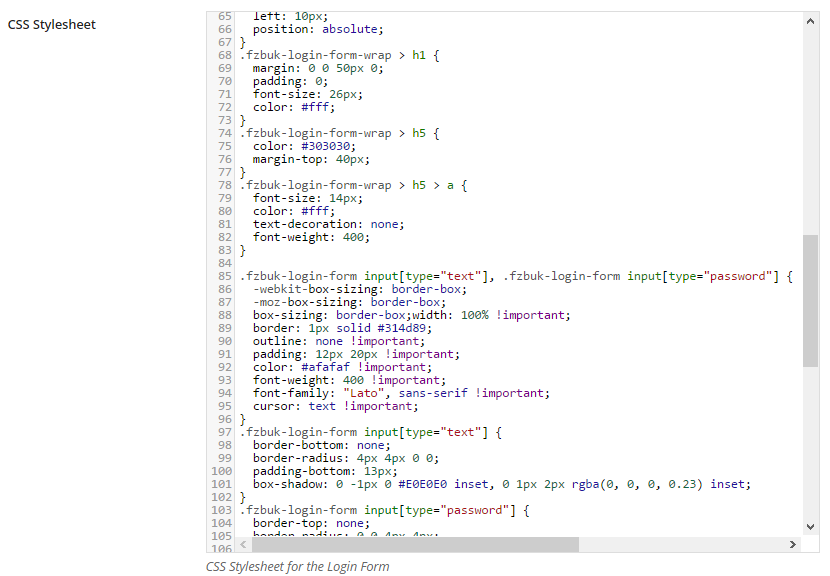 CSS Stylesheet
65   left: 10px;
66   position: absolute;
67 }
68 .fzbuk-login-form-wrap > h1 {
69   margin: 0 0 50px 0;
70   padding: 0;
71   font-size: 26px;
72   color: #fff;
73 }
74 .fzbuk-login-form-wrap > h5 {
75   color: #303030;
76   margin-top: 40px;
77 }
78 .fzbuk-login-form-wrap > h5 > a {
79   font-size: 14px;
80   color: #fff;
81   text-decoration: none;
82   font-weight: 400;
83 }
84
85 .fzbuk-login-form input[type="text"], .fzbuk-login-form input[type="password"] {
86   -webkit-box-sizing: border-box;
87   -moz-box-sizing: border-box;
88   box-sizing: border-box;width: 100% !important;
89   border: 1px solid #314d89;
90   outline: none !important;
91   padding: 12px 20px !important;
92   color: #afafaf !important;
93   font-weight: 400 !important;
94   font-family: "Lato", sans-serif !important;
95   cursor: text !important;
96 }
97 .fzbuk-login-form input[type="text"] {
98   border-bottom: none;
99   border-radius: 4px 4px 0 0;
100   padding-bottom: 13px;
101   box-shadow: 0 -1px 0 #E0E0E0 inset, 0 1px 2px rgba(0, 0, 0, 0.23) inset;
102 }
103 .fzbuk-login-form input[type="password"] {
104   border-top: none;
105   border-radius: 0 0 4px 4px;
106
CSS Stylesheet for the Login Form